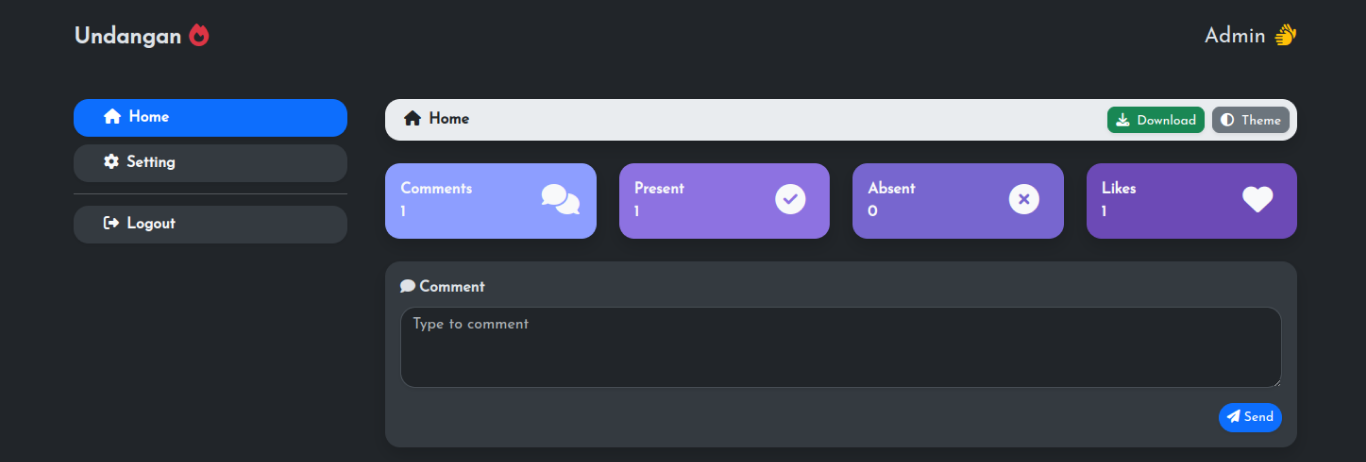 Undangan
Admin
Home
Setting
Logout
Home
Download
Theme
Comments
1
Present
1
Absent
0
Likes
1
Comment
Type to comment
Send